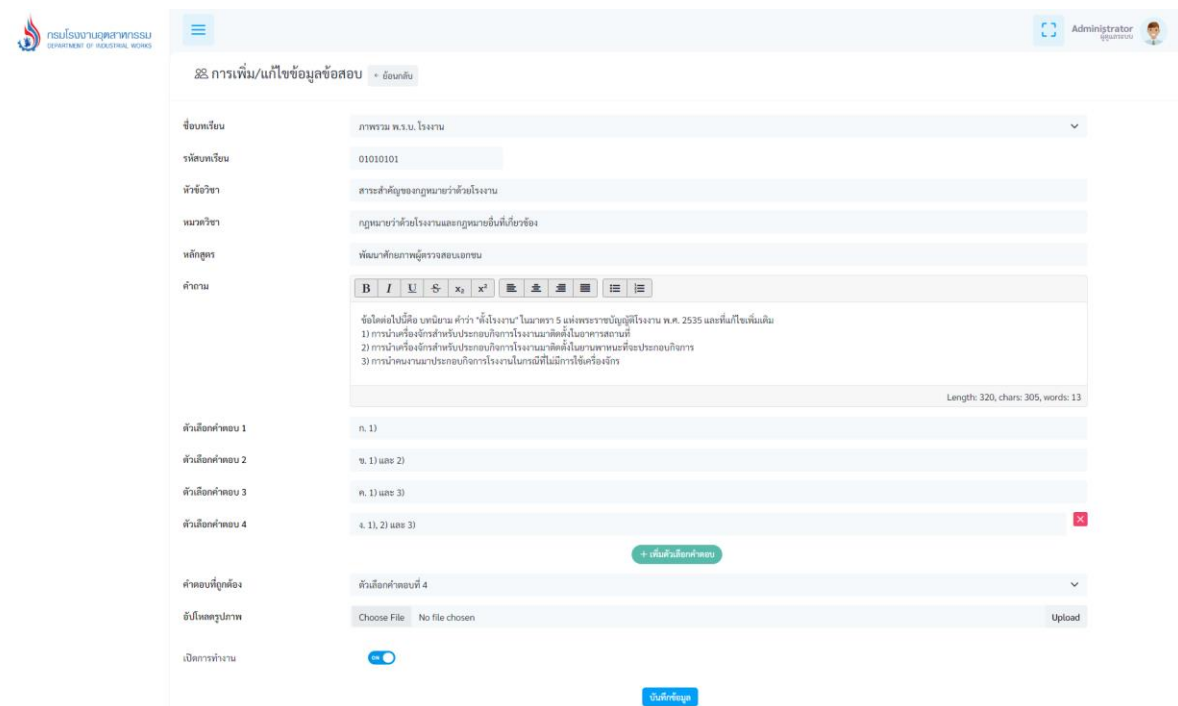 กรมโรงงานอุตสาหกรรม
DEPARTMENT OF INDUSTRIAL WORKS
Administrator
ผู้ดูแลระบบ
การเพิ่ม/แก้ไขข้อมูลข้อสอบ ย้อนกลับ
ชื่อบทเรียน ภาพรวม พ.ร.บ. โรงงาน
รหัสบทเรียน 01010101
หัวข้อวิชา สาระสำคัญของกฎหมายว่าด้วยโรงงาน
หมวดวิชา กฎหมายว่าด้วยโรงงานและกฎหมายอื่นที่เกี่ยวข้อง
หลักสูตร พัฒนาศักยภาพผู้ตรวจสอบเอกชน
คำถาม B I U S x₂ x²
ข้อใดต่อไปนี้คือ บทนิยาม คำว่า "ตั้งโรงงาน" ในมาตรา 5 แห่งพระราชบัญญัติโรงงาน พ.ศ. 2535 และที่แก้ไขเพิ่มเติม
1) การนำเครื่องจักรสำหรับประกอบกิจการโรงงานมาติดตั้งในอาคารสถานที่
2) การนำเครื่องจักรสำหรับประกอบกิจการโรงงานมาติดตั้งในยานพาหนะที่จะประกอบกิจการ
3) การนำคนงานมาประกอบกิจการโรงงานในกรณีที่ไม่มีการใช้เครื่องจักร
Length: 320, chars: 305, words: 13
ตัวเลือกคำตอบ 1 ก. 1)
ตัวเลือกคำตอบ 2 ข. 1) และ 2)
ตัวเลือกคำตอบ 3 ค. 1) และ 3)
ตัวเลือกคำตอบ 4 ง. 1), 2) และ 3)
+ เพิ่มตัวเลือกคำตอบ
คำตอบที่ถูกต้อง ตัวเลือกคำตอบที่ 4
อัปโหลดรูปภาพ Choose File No file chosen Upload
เปิดการทำงาน ON
บันทึกข้อมูล